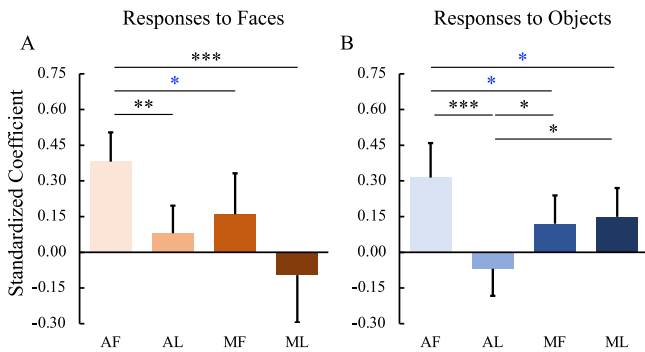 Responses to Faces
Responses to Objects
A
B
Standardized Coefficient
***
*
**
0.75
0.60
0.45
0.30
0.15
0.00
-0.15
-0.30
AF
AL
MF
ML
*
*
***
*
*
0.75
0.60
0.45
0.30
0.15
0.00
-0.15
-0.30
AF
AL
MF
ML